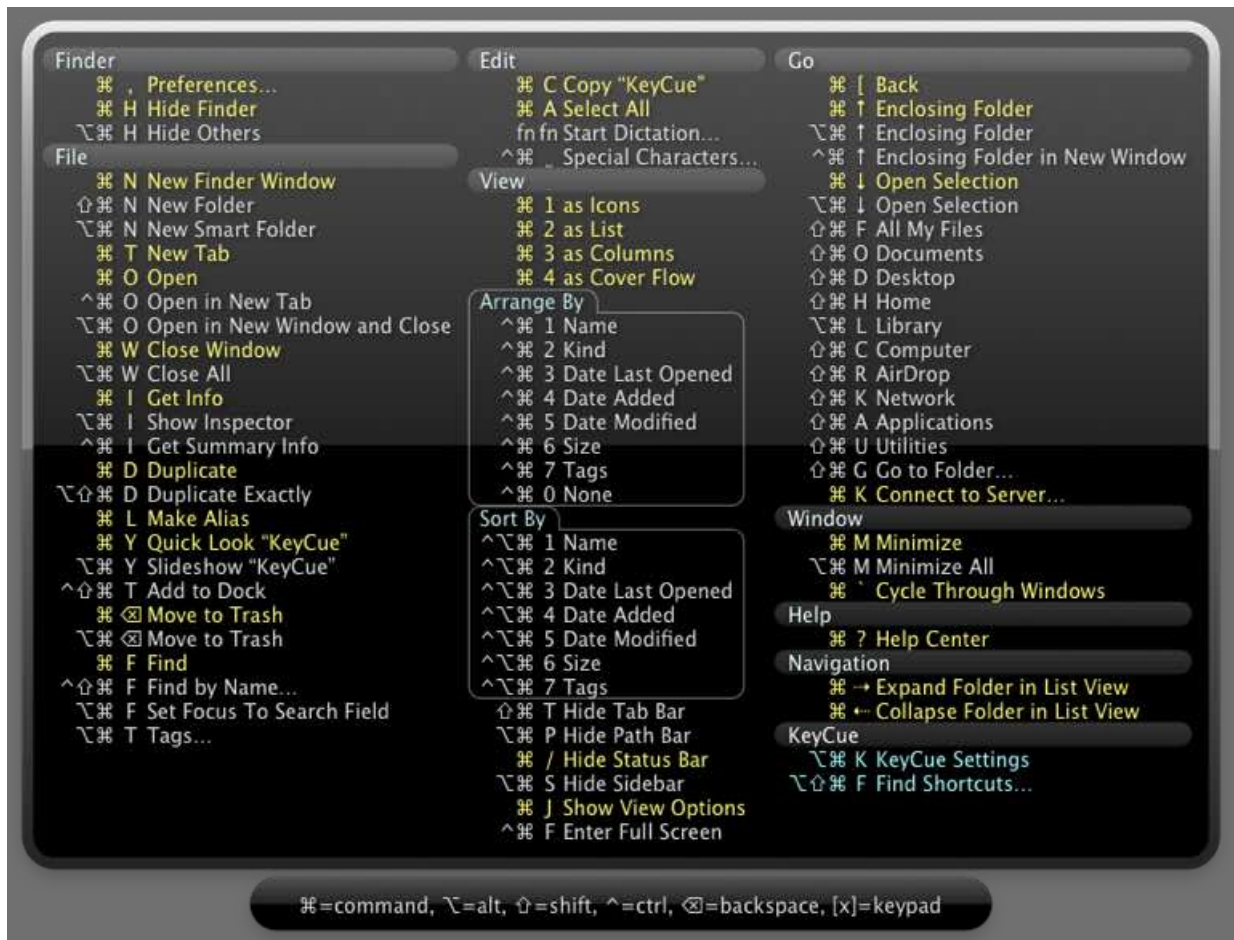 Finder
⌘ , Preferences...
⌘ H Hide Finder
⌥⌘ H Hide Others
File
⌘ N New Finder Window
⇧⌘ N New Folder
⌥⌘ N New Smart Folder
⌘ T New Tab
⌘ O Open
^⌘ O Open in New Tab
⌥⌘ O Open in New Window and Close
⌘ W Close Window
⌥⌘ W Close All
⌘ I Get Info
⌥⌘ I Show Inspector
^⌘ I Get Summary Info
⌘ D Duplicate
⌥⇧⌘ D Duplicate Exactly
⌘ L Make Alias
⌘ Y Quick Look “KeyCue”
⌥⌘ Y Slideshow “KeyCue”
^⇧⌘ T Add to Dock
⌘ ⌫ Move to Trash
⌥⌘ ⌫ Move to Trash
⌘ F Find
^⇧⌘ F Find by Name...
⌥⌘ F Set Focus To Search Field
⌥⌘ T Tags...
Edit
⌘ C Copy “KeyCue”
⌘ A Select All
fn fn Start Dictation...
^⌘ _ Special Characters...
View
⌘ 1 as Icons
⌘ 2 as List
⌘ 3 as Columns
⌘ 4 as Cover Flow
Arrange By
^⌘ 1 Name
^⌘ 2 Kind
^⌘ 3 Date Last Opened
^⌘ 4 Date Added
^⌘ 5 Date Modified
^⌘ 6 Size
^⌘ 7 Tags
^⌘ 0 None
Sort By
^⌥⌘ 1 Name
^⌥⌘ 2 Kind
^⌥⌘ 3 Date Last Opened
^⌥⌘ 4 Date Added
^⌥⌘ 5 Date Modified
^⌥⌘ 6 Size
^⌥⌘ 7 Tags
⇧⌘ T Hide Tab Bar
⌥⌘ P Hide Path Bar
⌘ / Hide Status Bar
⌥⌘ S Hide Sidebar
⌘ J Show View Options
^⌘ F Enter Full Screen
Go
⌘ [ Back
⌘ ↑ Enclosing Folder
⌥⌘ ↑ Enclosing Folder
^⌘ ↑ Enclosing Folder in New Window
⌘ ↓ Open Selection
⌥⌘ ↓ Open Selection
⇧⌘ F All My Files
⇧⌘ O Documents
⇧⌘ D Desktop
⇧⌘ H Home
⌥⌘ L Library
⇧⌘ C Computer
⇧⌘ R AirDrop
⇧⌘ K Network
⇧⌘ A Applications
⇧⌘ U Utilities
⇧⌘ G Go to Folder...
⌘ K Connect to Server...
Window
⌘ M Minimize
⌥⌘ M Minimize All
⌘ ` Cycle Through Windows
Help
⌘ ? Help Center
Navigation
⌘ → Expand Folder in List View
⌘ ← Collapse Folder in List View
KeyCue
⌥⌘ K KeyCue Settings
⌥⇧⌘ F Find Shortcuts...
⌘=command, ⌥=alt, ⇧=shift, ^=ctrl, ⌫=backspace, [x]=keypad